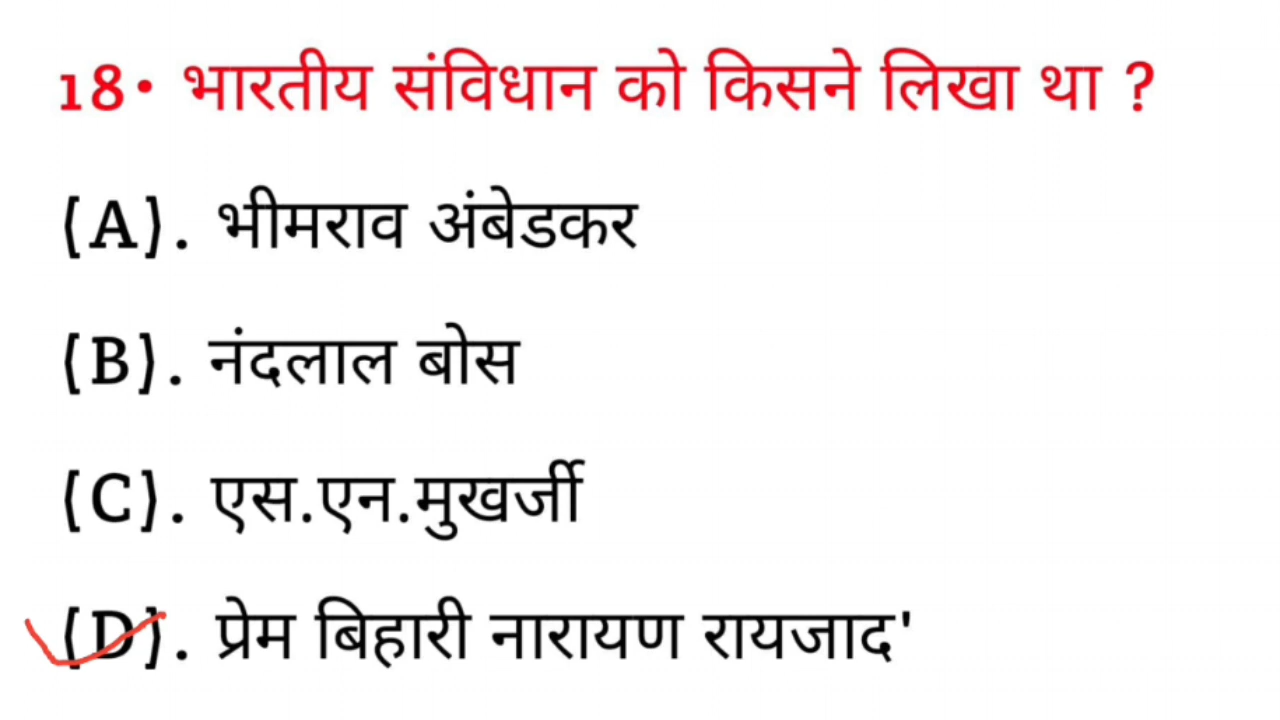 18• भारतीय संविधान को किसने लिखा था ?
(A). भीमराव अंबेडकर
(B). नंदलाल बोस
(C). एस.एन.मुखर्जी
(D). प्रेम बिहारी नारायण रायजाद'